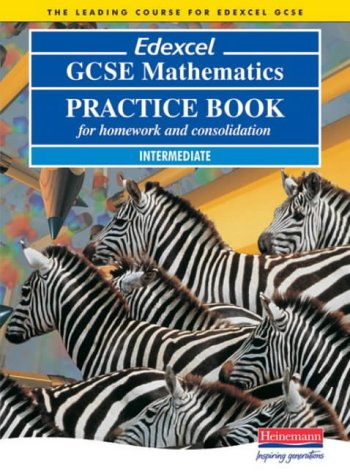 THE LEADING COURSE FOR EDEXCEL GCSE
Edexcel
GCSE Mathematics
PRACTICE BOOK
for homework and consolidation
INTERMEDIATE
Heinemann
Inspiring generations